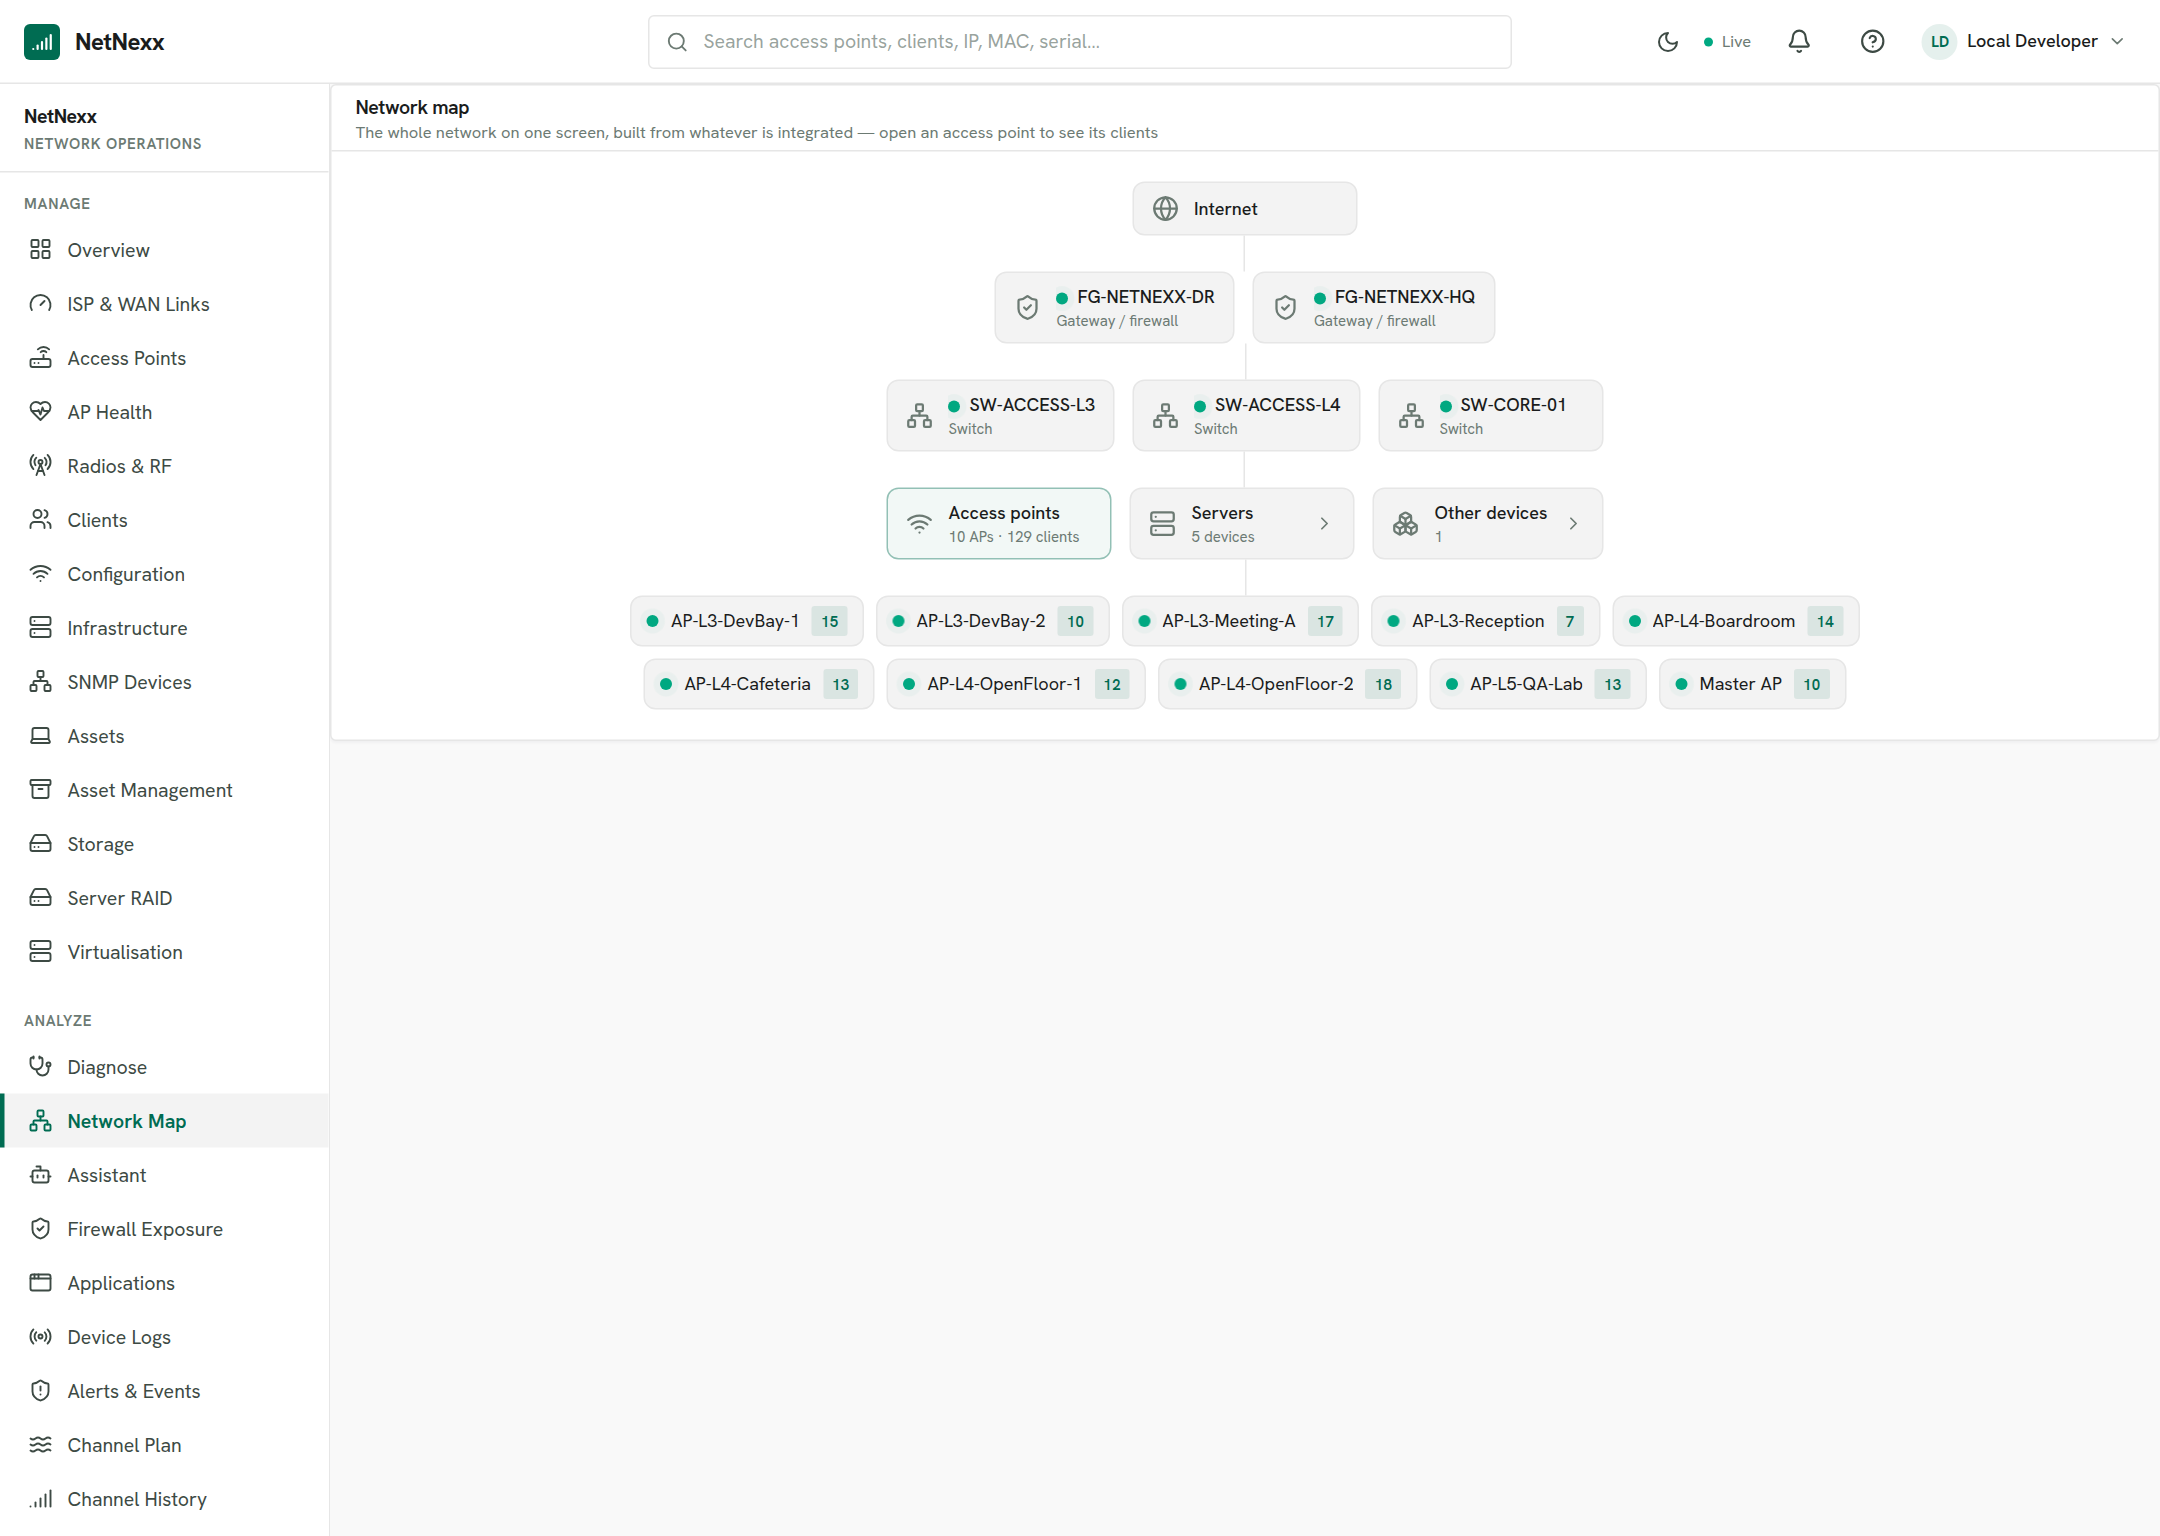 NetNexx
Search access points, clients, IP, MAC, serial...
Live
LD
Local Developer
NetNexx
NETWORK OPERATIONS
MANAGE
Overview
ISP & WAN Links
Access Points
AP Health
Radios & RF
Clients
Configuration
Infrastructure
SNMP Devices
Assets
Asset Management
Storage
Server RAID
Virtualisation
ANALYZE
Diagnose
Network Map
Assistant
Firewall Exposure
Applications
Device Logs
Alerts & Events
Channel Plan
Channel History
Network map
The whole network on one screen, built from whatever is integrated — open an access point to see its clients
Internet
FG-NETNEXX-DR
Gateway / firewall
FG-NETNEXX-HQ
Gateway / firewall
SW-ACCESS-L3
Switch
SW-ACCESS-L4
Switch
SW-CORE-01
Switch
Access points
10 APs · 129 clients
Servers
5 devices
Other devices
1
AP-L3-DevBay-1 15
AP-L3-DevBay-2 10
AP-L3-Meeting-A 17
AP-L3-Reception 7
AP-L4-Boardroom 14
AP-L4-Cafeteria 13
AP-L4-OpenFloor-1 12
AP-L4-OpenFloor-2 18
AP-L5-QA-Lab 13
Master AP 10